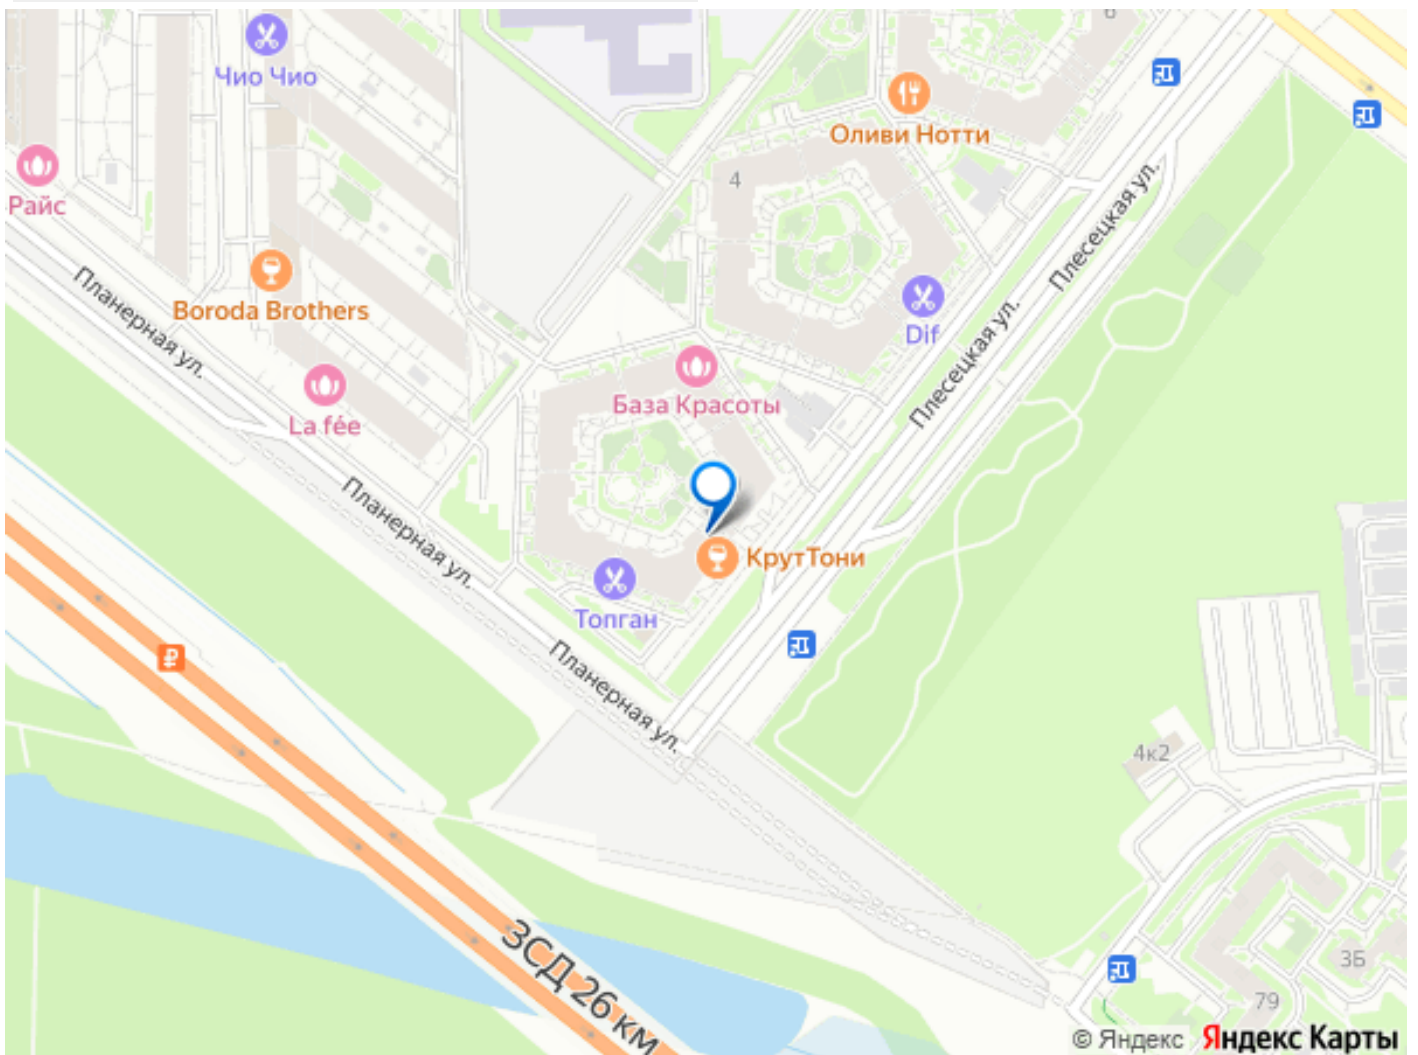 6
Чио Чио
Оливи Нотти
4
Райс
Плесецкая ул.
Boroda Brothers
Планерная ул.
Dif
Плесецкая ул.
База Красоты
La fée
Планерная ул.
КрутТони
Топган
₽
Планерная ул.
4к2
ЗСД 26 км
3Б
79
© Яндекс Яндекс Карты